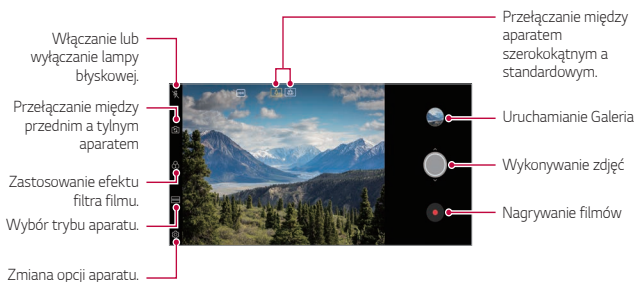 Włączanie lub
wyłączanie lampy
błyskowej.
Przełączanie między
przednim a tylnym
aparatem
Zastosowanie efektu
filtra filmu.
Wybór trybu aparatu.
Zmiana opcji aparatu.
Przełączanie między
aparatem
szerokokątnym a
standardowym.
Uruchamianie Galeria
Wykonywanie zdjęć
Nagrywanie filmów